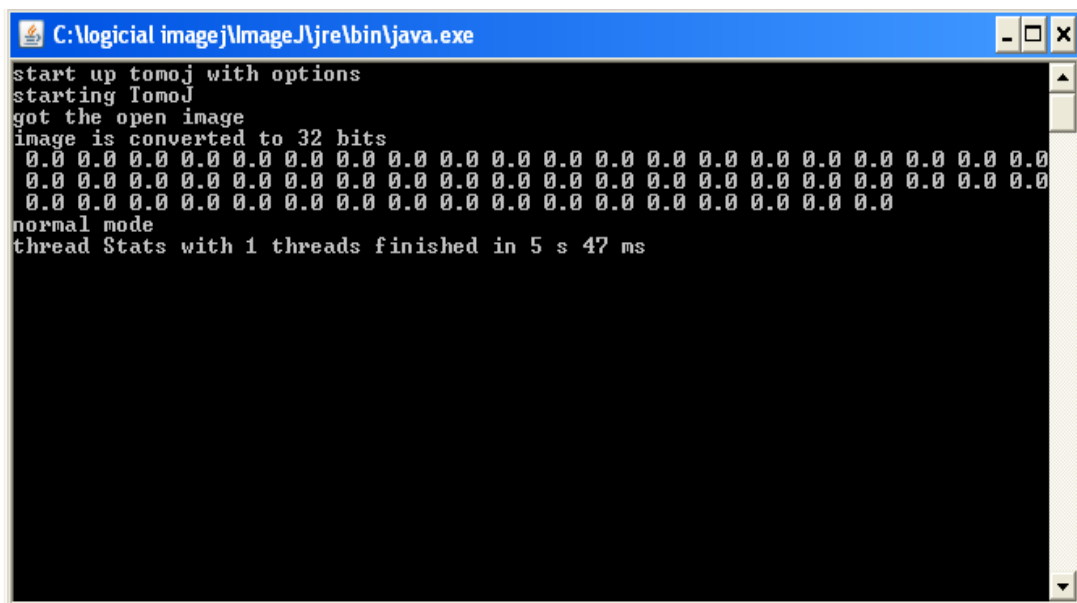 C:\logicial imagej\ImageJ\jre\bin\java.exe
start up tomoj with options
starting TomoJ
got the open image
image is converted to 32 bits
0.0 0.0 0.0 0.0 0.0 0.0 0.0 0.0 0.0 0.0 0.0 0.0 0.0 0.0 0.0 0.0 0.0 0.0 0.0 0.0
0.0 0.0 0.0 0.0 0.0 0.0 0.0 0.0 0.0 0.0 0.0 0.0 0.0 0.0 0.0 0.0 0.0 0.0 0.0 0.0
0.0 0.0 0.0 0.0 0.0 0.0 0.0 0.0 0.0 0.0 0.0 0.0 0.0 0.0 0.0 0.0 0.0
normal mode
thread Stats with 1 threads finished in 5 s 47 ms